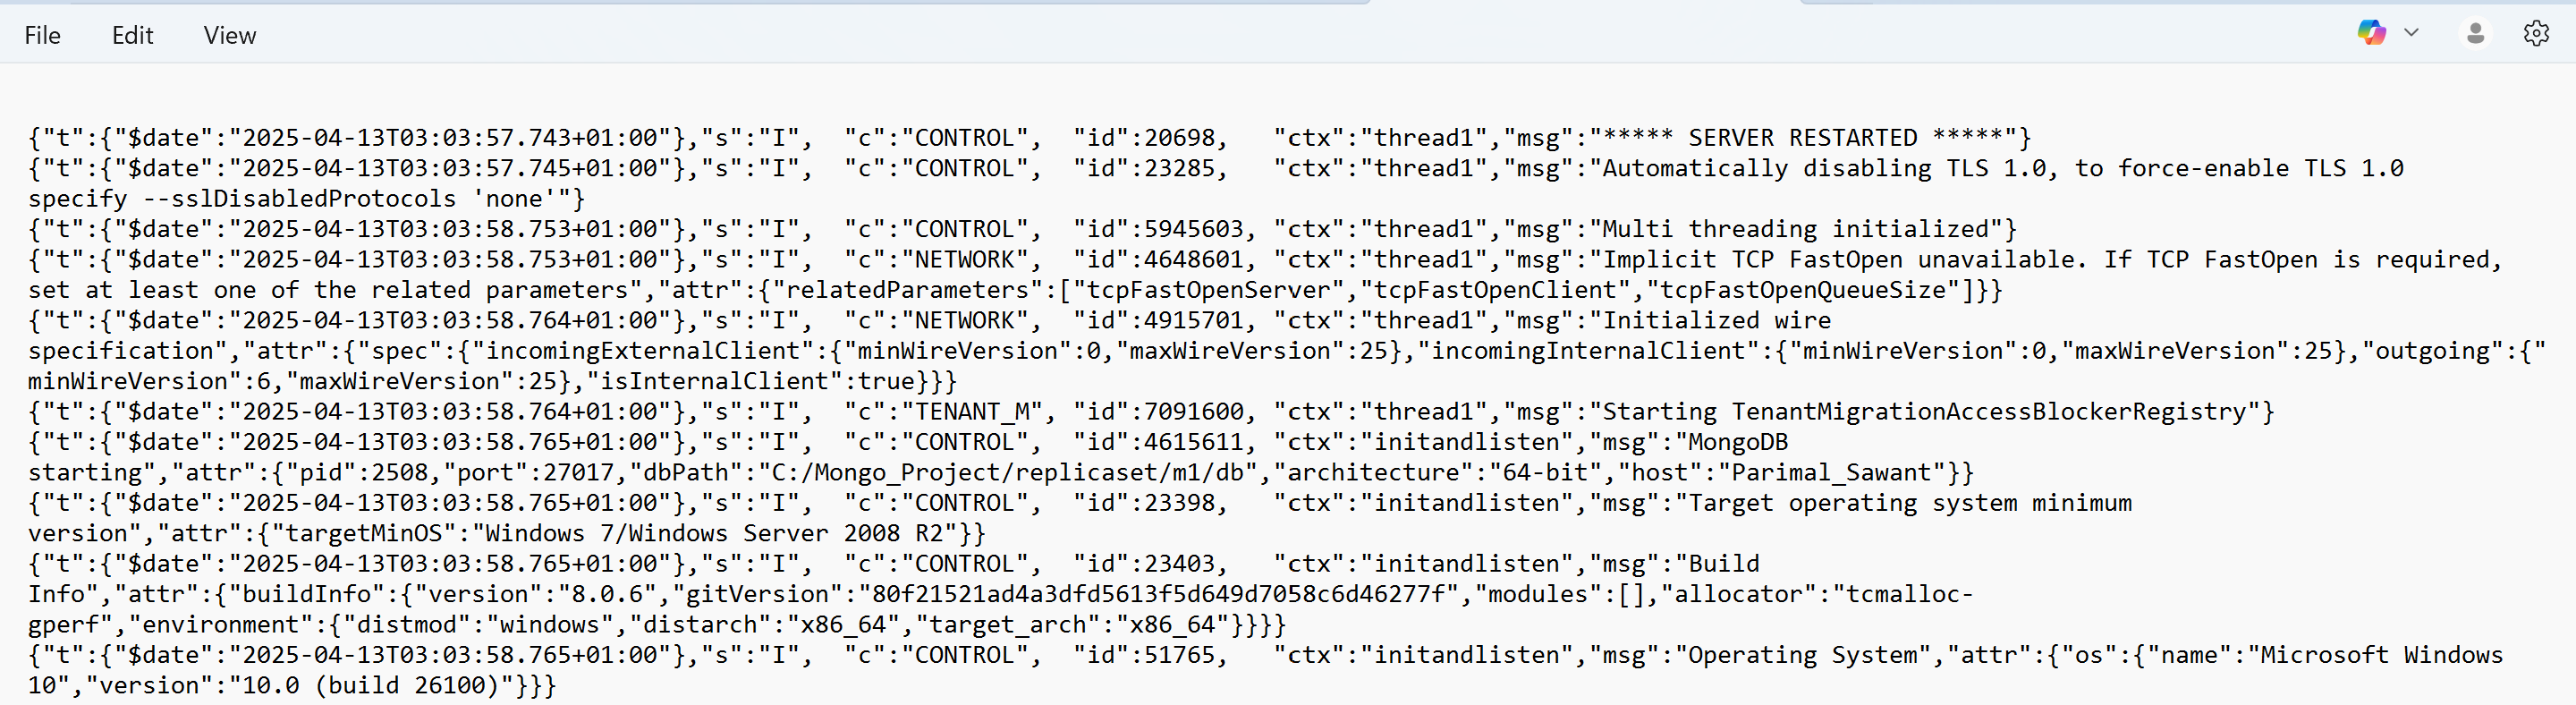 File Edit View
{"t":{"$date":"2025-04-13T03:03:57.743+01:00"},"s":"I",  "c":"CONTROL",  "id":20698,   "ctx":"thread1","msg":"***** SERVER RESTARTED *****"}
{"t":{"$date":"2025-04-13T03:03:57.745+01:00"},"s":"I",  "c":"CONTROL",  "id":23285,   "ctx":"thread1","msg":"Automatically disabling TLS 1.0, to force-enable TLS 1.0
specify --sslDisabledProtocols 'none'"}
{"t":{"$date":"2025-04-13T03:03:58.753+01:00"},"s":"I",  "c":"CONTROL",  "id":5945603, "ctx":"thread1","msg":"Multi threading initialized"}
{"t":{"$date":"2025-04-13T03:03:58.753+01:00"},"s":"I",  "c":"NETWORK",  "id":4648601, "ctx":"thread1","msg":"Implicit TCP FastOpen unavailable. If TCP FastOpen is required,
set at least one of the related parameters","attr":{"relatedParameters":["tcpFastOpenServer","tcpFastOpenClient","tcpFastOpenQueueSize"]}}
{"t":{"$date":"2025-04-13T03:03:58.764+01:00"},"s":"I",  "c":"NETWORK",  "id":4915701, "ctx":"thread1","msg":"Initialized wire
specification","attr":{"spec":{"incomingExternalClient":{"minWireVersion":0,"maxWireVersion":25},"incomingInternalClient":{"minWireVersion":0,"maxWireVersion":25},"outgoing":{"
minWireVersion":6,"maxWireVersion":25},"isInternalClient":true}}}
{"t":{"$date":"2025-04-13T03:03:58.764+01:00"},"s":"I",  "c":"TENANT_M", "id":7091600, "ctx":"thread1","msg":"Starting TenantMigrationAccessBlockerRegistry"}
{"t":{"$date":"2025-04-13T03:03:58.765+01:00"},"s":"I",  "c":"CONTROL",  "id":4615611, "ctx":"initandlisten","msg":"MongoDB
starting","attr":{"pid":2508,"port":27017,"dbPath":"C:/Mongo_Project/replicaset/m1/db","architecture":"64-bit","host":"Parimal_Sawant"}}
{"t":{"$date":"2025-04-13T03:03:58.765+01:00"},"s":"I",  "c":"CONTROL",  "id":23398,   "ctx":"initandlisten","msg":"Target operating system minimum
version","attr":{"targetMinOS":"Windows 7/Windows Server 2008 R2"}}
{"t":{"$date":"2025-04-13T03:03:58.765+01:00"},"s":"I",  "c":"CONTROL",  "id":23403,   "ctx":"initandlisten","msg":"Build
Info","attr":{"buildInfo":{"version":"8.0.6","gitVersion":"80f21521ad4a3dfd5613f5d649d7058c6d46277f","modules":[],"allocator":"tcmalloc-
gperf","environment":{"distmod":"windows","distarch":"x86_64","target_arch":"x86_64"}}}}
{"t":{"$date":"2025-04-13T03:03:58.765+01:00"},"s":"I",  "c":"CONTROL",  "id":51765,   "ctx":"initandlisten","msg":"Operating System","attr":{"os":{"name":"Microsoft Windows
10","version":"10.0 (build 26100)"}}}